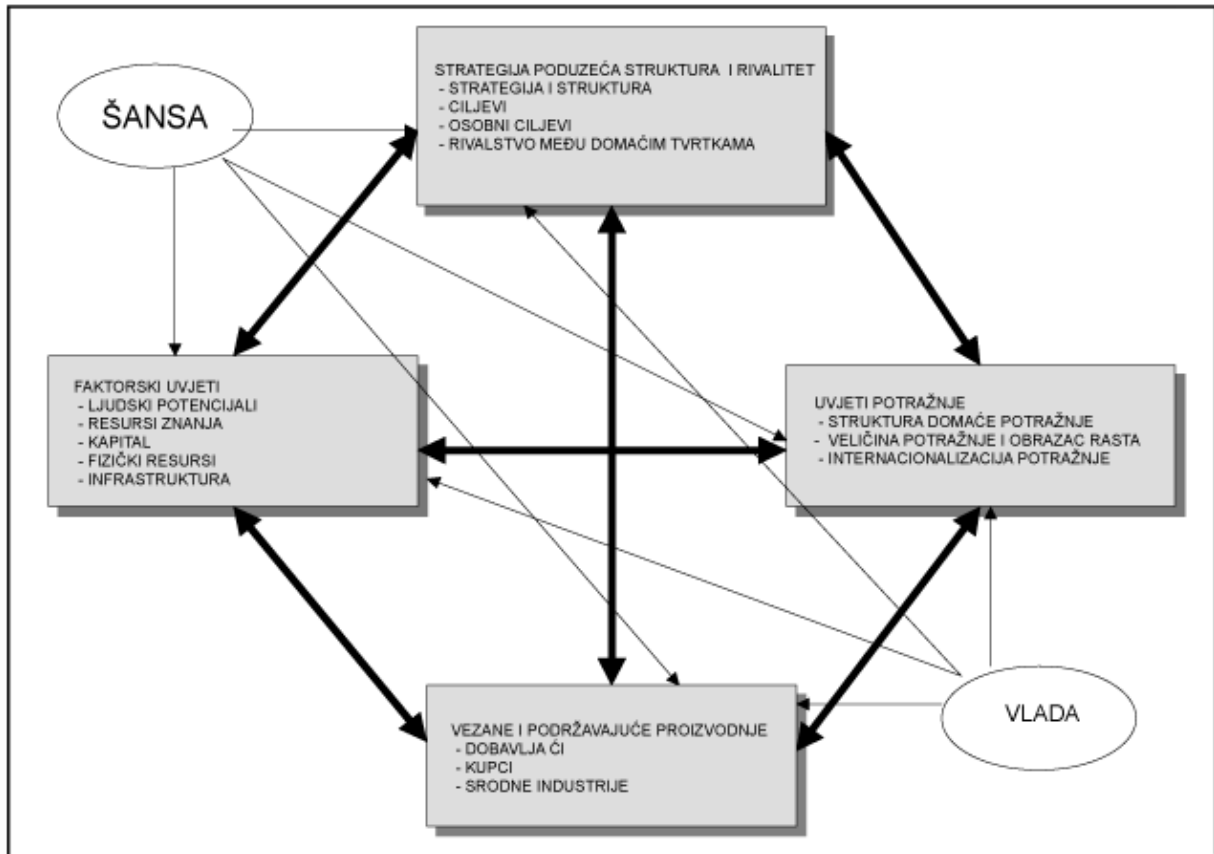 ŠANSA
STRATEGIJA PODUZEĆA STRUKTURA I RIVALITET
- STRATEGIJA I STRUKTURA
- CILJEVI
- OSOBNI CILJEVI
- RIVALSTVO MEĐU DOMAĆIM TVRTKAMA
FAKTORSKI UVJETI
- LJUDSKI POTENCIJALI
- RESURSI ZNANJA
- KAPITAL
- FIZIČKI RESURSI
- INFRASTRUKTURA
UVJETI POTRAŽNJE
- STRUKTURA DOMAĆE POTRAŽNJE
- VELIČINA POTRAŽNJE I OBRAZAC RASTA
- INTERNACIONALIZACIJA POTRAŽNJE
VEZANE I PODRŽAVAJUĆE PROIZVODNJE
- DOBAVLJA ĆI
- KUPCI
- SRODNE INDUSTRIJE
VLADA